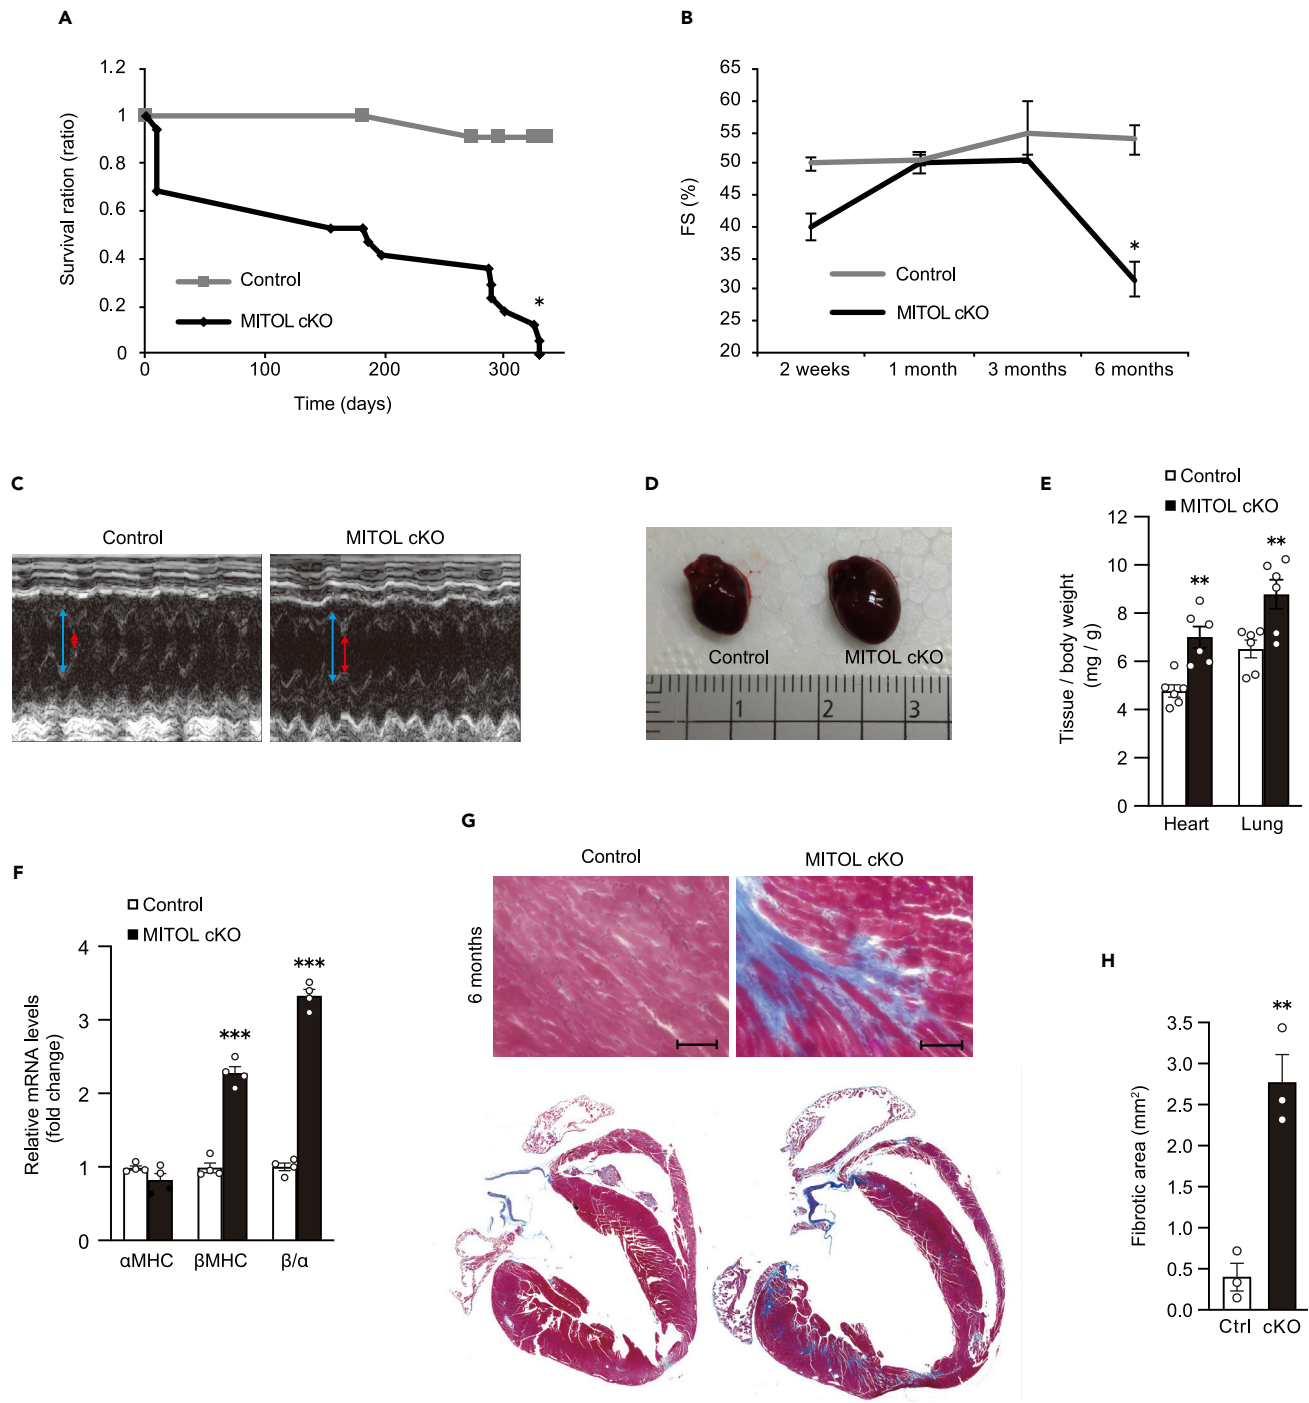 A
Survival ration (ratio)
1.2
1
0.8
0.6
0.4
0.2
0
0
100
200
300
Time (days)
Control
MITOL cKO
*
B
FS (%)
65
60
55
50
45
40
35
30
25
20
2 weeks
1 month
3 months
6 months
Control
MITOL cKO
*
C
Control
MITOL cKO
D
Control
MITOL cKO
1
2
3
E
Control
MITOL cKO
Tissue / body weight
(mg / g)
12
10
8
6
4
2
0
**
**
Heart
Lung
F
Control
MITOL cKO
Relative mRNA levels
(fold change)
4
3
2
1
0
***
***
αMHC
βMHC
β/α
G
Control
MITOL cKO
6 months
H
Fibrotic area (mm²)
3.5
3.0
2.5
2.0
1.5
1.0
0.5
0.0
**
Ctrl
cKO